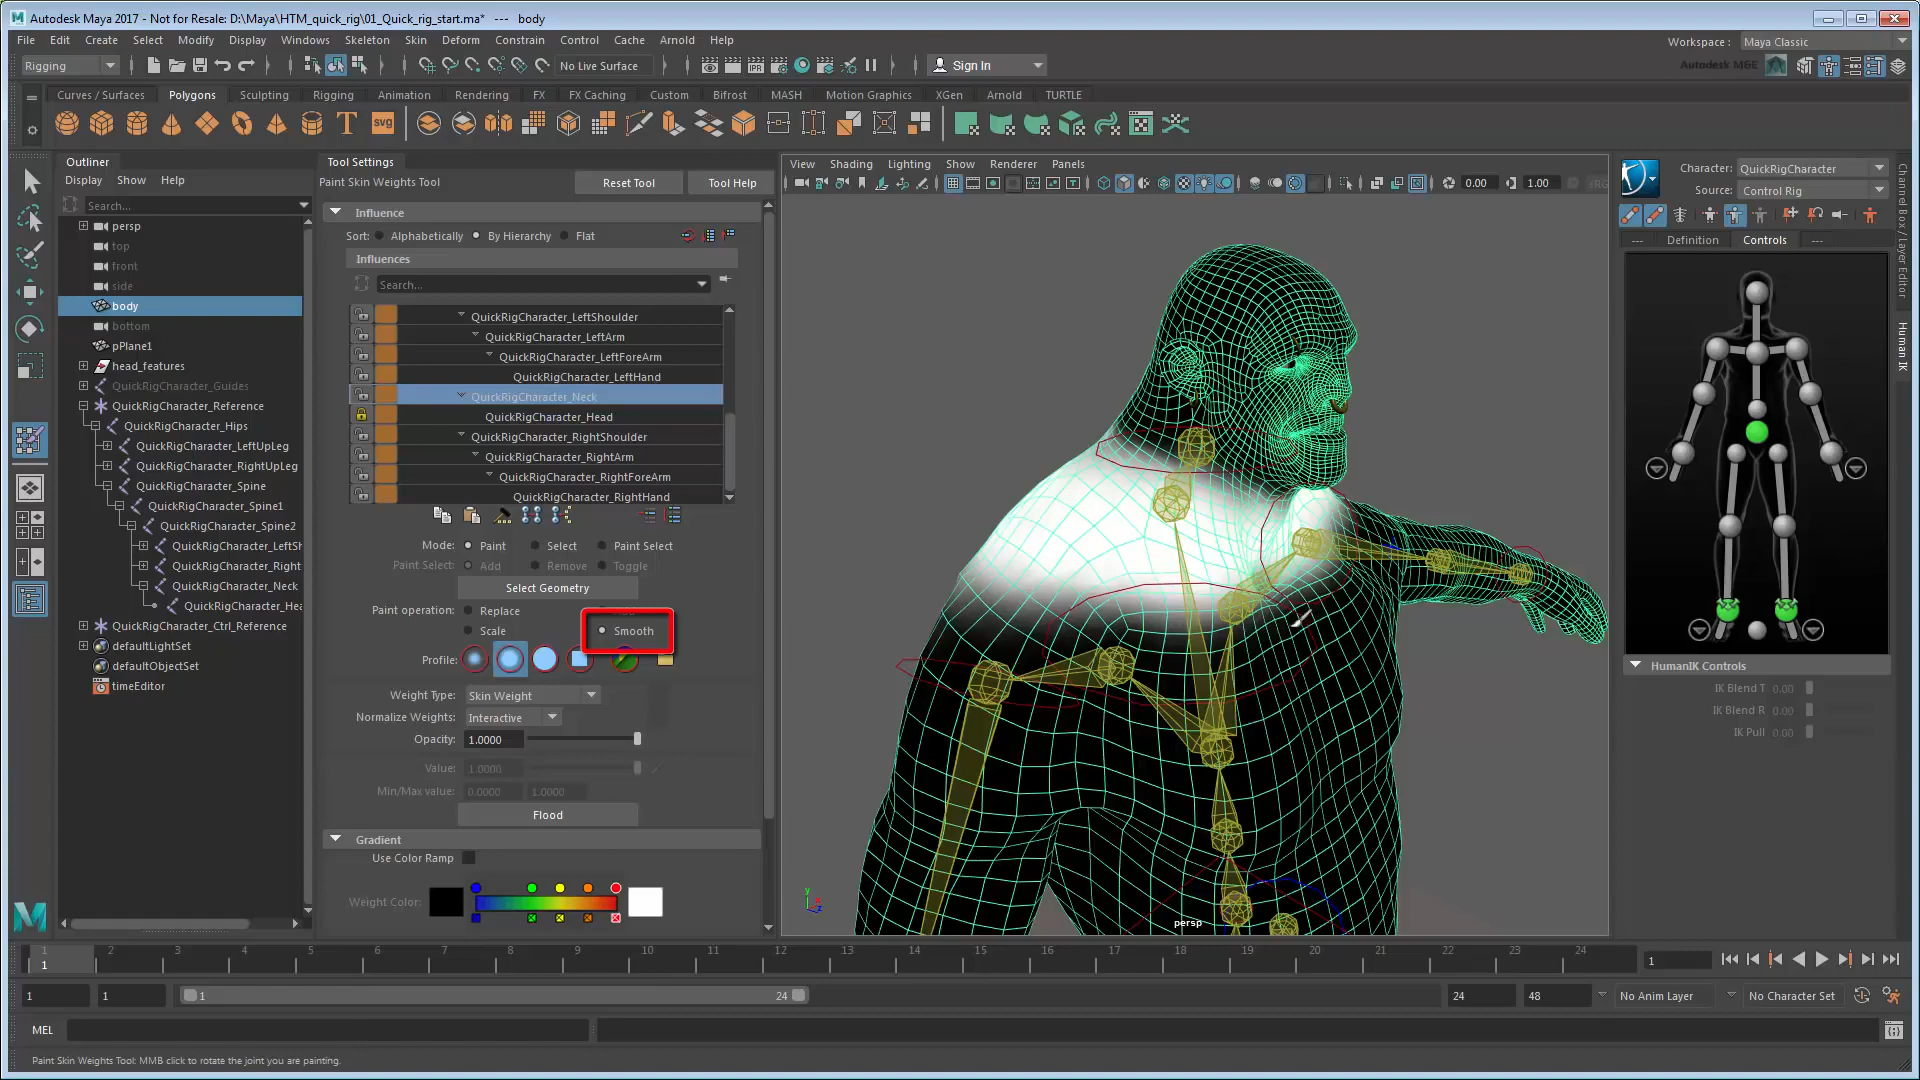 Autodesk Maya 2017 - Not for Resale: D:\Maya\HTM_quick_rig\01_Quick_rig_start.ma* --- body
File Edit Create Select Modify Display Windows Skeleton Skin Deform Constrain Control Cache Arnold Help
Workspace : Maya Classic
Rigging
No Live Surface
Sign In
Autodesk M&E
Curves / Surfaces Polygons Sculpting Rigging Animation Rendering FX FX Caching Custom Bifrost MASH Motion Graphics XGen Arnold TURTLE
SVG
Outliner
Display Show Help
Search...
persp
top
front
side
body
bottom
pPlane1
head_features
QuickRigCharacter_Guides
QuickRigCharacter_Reference
QuickRigCharacter_Hips
QuickRigCharacter_LeftUpLeg
QuickRigCharacter_RightUpLeg
QuickRigCharacter_Spine
QuickRigCharacter_Spine1
QuickRigCharacter_Spine2
QuickRigCharacter_LeftSh
QuickRigCharacter_Right
QuickRigCharacter_Neck
QuickRigCharacter_Hea
QuickRigCharacter_Ctrl_Reference
defaultLightSet
defaultObjectSet
timeEditor
Tool Settings
Paint Skin Weights Tool
Reset Tool
Tool Help
Influence
Sort: Alphabetically By Hierarchy Flat
Influences
Search...
QuickRigCharacter_LeftShoulder
QuickRigCharacter_LeftArm
QuickRigCharacter_LeftForeArm
QuickRigCharacter_LeftHand
QuickRigCharacter_Neck
QuickRigCharacter_Head
QuickRigCharacter_RightShoulder
QuickRigCharacter_RightArm
QuickRigCharacter_RightForeArm
QuickRigCharacter_RightHand
Mode: Paint Select Paint Select
Paint Select: Add Remove Toggle
Select Geometry
Paint operation: Replace
Scale Smooth
Profile:
Weight Type: Skin Weight
Normalize Weights: Interactive
Opacity: 1.0000
Value: 1.0000
Min/Max value: 0.0000 1.0000
Flood
Gradient
Use Color Ramp
Weight Color:
View Shading Lighting Show Renderer Panels
0.00 1.00
persp
Character: QuickRigCharacter
Source: Control Rig
--- Definition Controls ---
HumanIK Controls
IK Blend T 0.00
IK Blend R 0.00
IK Pull 0.00
Channel Box / Layer Editor
Human IK
1 2 3 4 5 6 7 8 9 10 11 12 13 14 15 16 17 18 19 20 21 22 23 24
1
1
1 1 1 24 24 48 No Anim Layer No Character Set
MEL
Paint Skin Weights Tool: MMB click to rotate the joint you are painting.